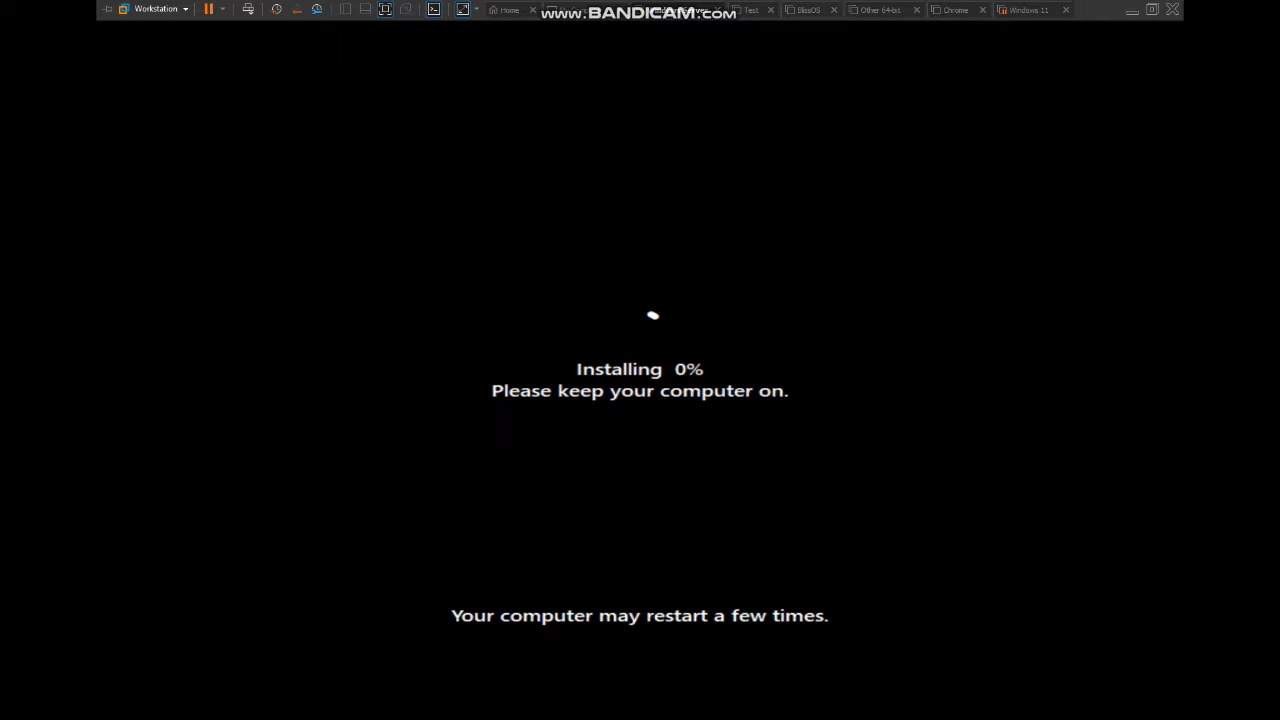 Workstation
Home
www.BANDICAM.com
Test
BlissOS
Other 64-bit
Chrome
Windows 11
Installing 0%
Please keep your computer on.
Your computer may restart a few times.